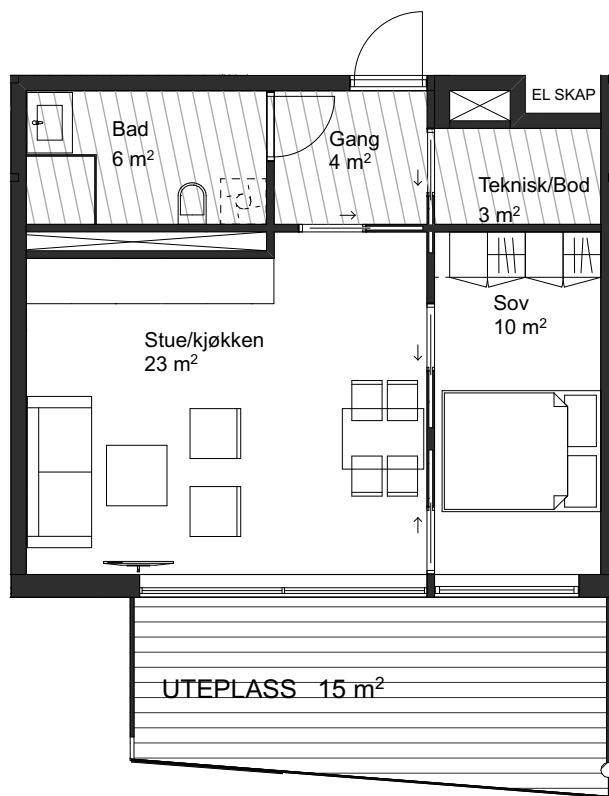 EL SKAP
Bad
6 m²
Gang
4 m²
Teknisk/Bod
3 m²
Sov
10 m²
Stue/kjøkken
23 m²
UTEPLASS 15 m²